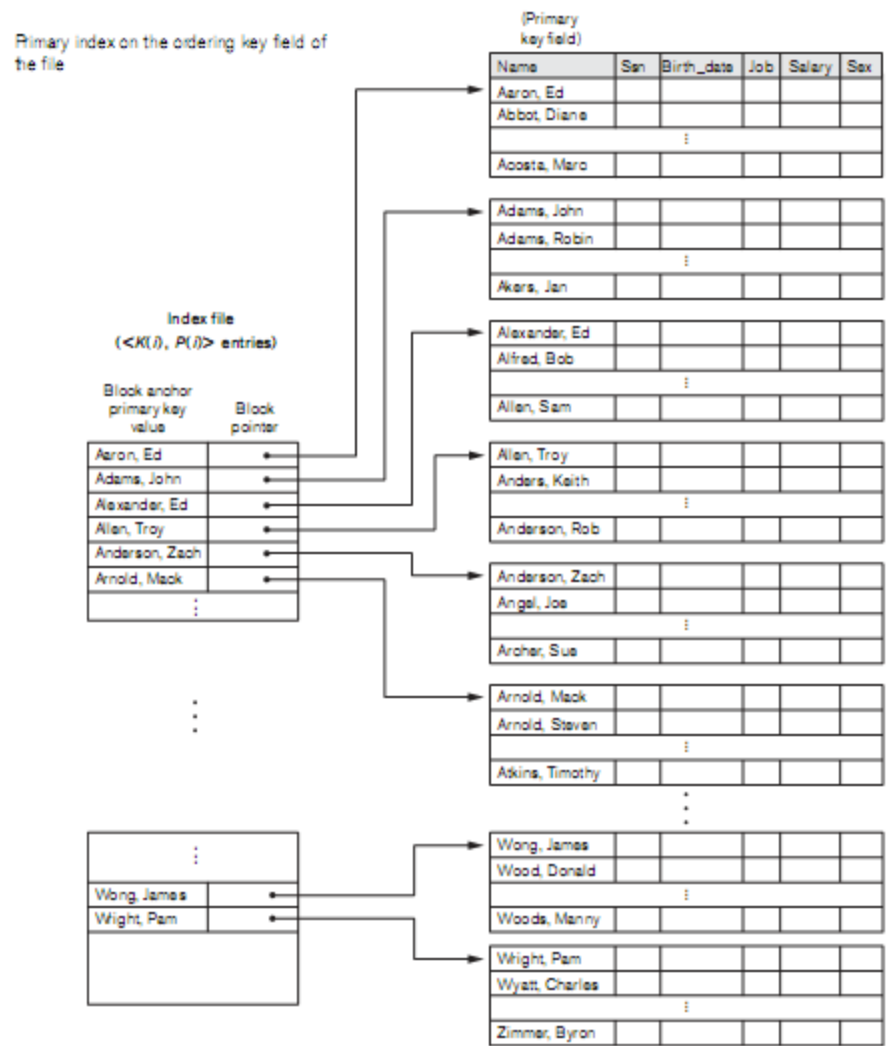 Primary index on the ordering key field of
the file
(Primary
key field)
Name Ssn Birth_date Job Salary Sex
Aaron, Ed
Abbot, Diane
⋮
Acosta, Marc
Adams, John
Adams, Robin
⋮
Akers, Jan
Alexander, Ed
Alfred, Bob
⋮
Allen, Sam
Allen, Troy
Anders, Keith
⋮
Anderson, Rob
Anderson, Zach
Angel, Joe
⋮
Archer, Sue
Arnold, Mack
Arnold, Steven
⋮
Atkins, Timothy
⋮
Wong, James
Wood, Donald
⋮
Woods, Manny
Wright, Pam
Wyatt, Charles
⋮
Zimmer, Byron
Index file
(<K(i), P(i)> entries)
Block anchor
primary key
value
Block
pointer
Aaron, Ed
Adams, John
Alexander, Ed
Allen, Troy
Anderson, Zach
Arnold, Mack
⋮
⋮
⋮
Wong, James
Wright, Pam